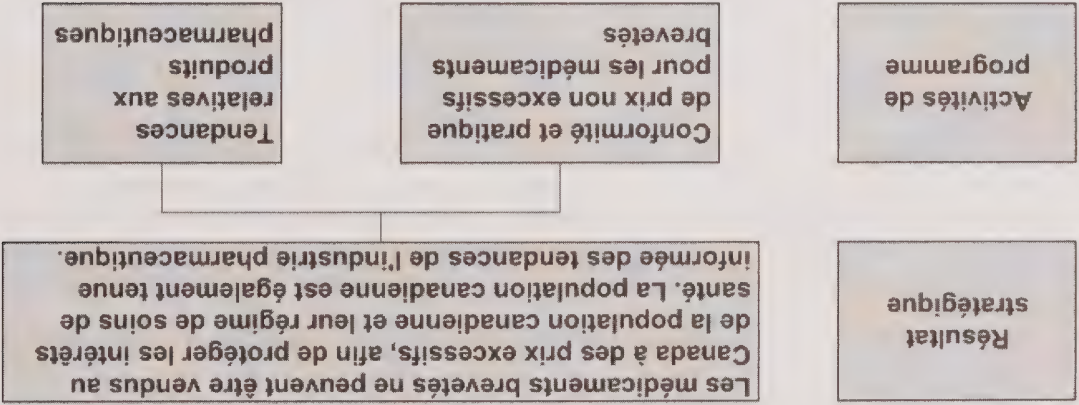 Résultat
stratégique
Les médicaments brevetés ne peuvent être vendus au
Canada à des prix excessifs, afin de protéger les intérêts
de la population canadienne et leur régime de soins de
santé. La population canadienne est également tenue
informée des tendances de l'industrie pharmaceutique.
Activités de
programme
Conformité et pratique
de prix non excessifs
pour les médicaments
brevetés
Tendances
relatives aux
produits
pharmaceutiques